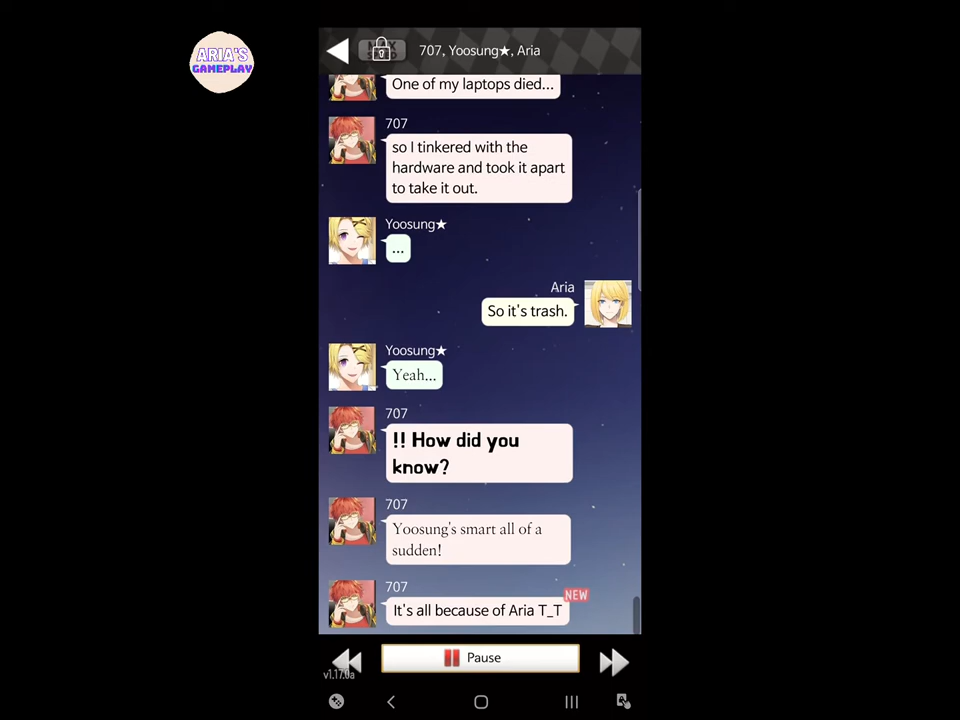 ARIA'S
GAMEPLAY
707, Yoosung★, Aria
One of my laptops died...
707
so I tinkered with the
hardware and took it apart
to take it out.
Yoosung★
...
Aria
So it's trash.
Yoosung★
Yeah...
707
!! How did you
know?
707
Yoosung's smart all of a
sudden!
707
NEW
It's all because of Aria T_T
Pause
v1.17.0a